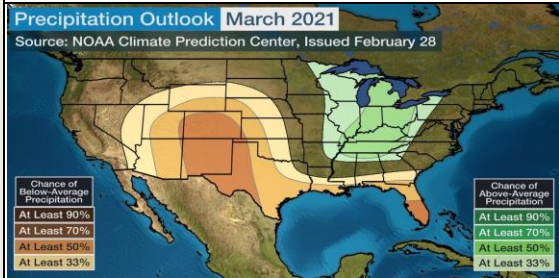 Precipitation Outlook March 2021
Source: NOAA Climate Prediction Center, Issued February 28
Chance of
Below-Average
Precipitation
At Least 90%
At Least 70%
At Least 50%
At Least 33%
Chance of
Above-Average
Precipitation
At Least 90%
At Least 70%
At Least 50%
At Least 33%